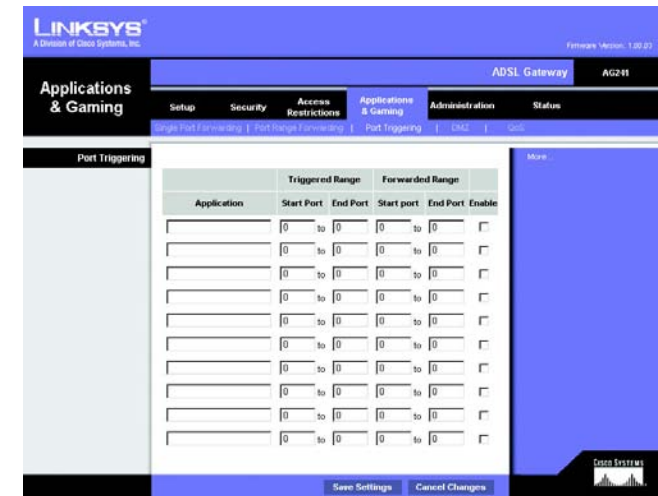 LINKSYS®
A Division of Cisco Systems, Inc.
Firmware Version: 1.00.03
ADSL Gateway AG241
Applications & Gaming
Setup Security Access Restrictions Applications & Gaming Administration Status
Single Port Forwarding | Port Range Forwarding | Port Triggering | DMZ | QoS
Port Triggering
More...
Triggered Range Forwarded Range
Application Start Port End Port Start port End Port Enable
0 to 0 0 to 0
0 to 0 0 to 0
0 to 0 0 to 0
0 to 0 0 to 0
0 to 0 0 to 0
0 to 0 0 to 0
0 to 0 0 to 0
0 to 0 0 to 0
0 to 0 0 to 0
0 to 0 0 to 0
Save Settings Cancel Changes
CISCO SYSTEMS